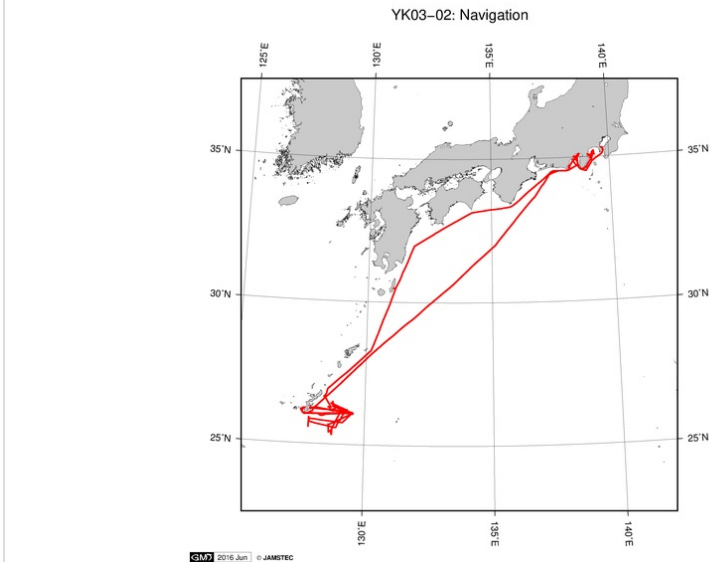 YK03−02: Navigation
125˚E 130˚E 135˚E 140˚E
35˚N 35˚N
30˚N 30˚N
25˚N 25˚N
130˚E 135˚E 140˚E
GMT 2016 Jun © JAMSTEC